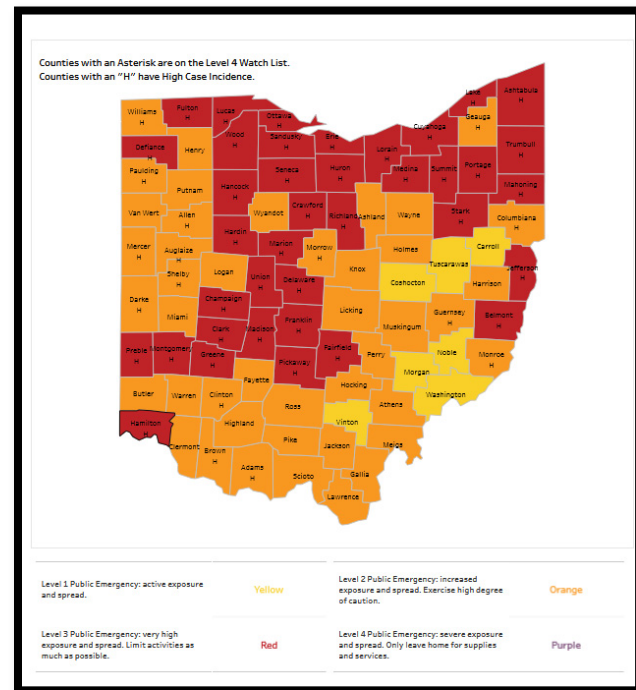 Counties with an Asterisk are on the Level 4 Watch List.
Counties with an "H" have High Case Incidence.
Williams
H
Fulton
H
Lucas
H
Ottawa
H
Lake
H
Ashtabula
H
Geauga
H
Cuyahoga
H
Wood
H
Sandusky
H
Erie
H
Lorain
H
Trumbull
H
Defiance
H
Henry
Paulding
H
Seneca
H
Huron
H
Medina
H
Summit
H
Portage
H
Mahoning
H
Putnam
Hancock
H
Van Wert
Allen
H
Wyandot
Crawford
H
Richland
H
Ashland
Wayne
Stark
H
Columbiana
H
Hardin
H
Marion
H
Morrow
H
Mercer
H
Auglaize
H
Holmes
Tuscarawas
Carroll
H
Jefferson
H
Shelby
H
Logan
Union
H
Delaware
H
Knox
Coshocton
Harrison
Darke
H
Miami
Champaign
H
Clark
H
Madison
H
Franklin
H
Licking
Muskingum
Guernsey
H
Belmont
H
Preble
H
Montgomery
H
Greene
H
Pickaway
H
Fairfield
H
Perry
Noble
H
Monroe
H
Morgan
Washington
Butler
Warren
Clinton
H
Fayette
Ross
Hocking
Athens
Vinton
Hamilton
H
Clermont
Highland
Brown
H
Pike
Jackson
Meigs
Adams
H
Scioto
Gallia
Lawrence
Level 1 Public Emergency: active exposure
and spread.
Yellow
Level 2 Public Emergency: increased
exposure and spread. Exercise high degree
of caution.
Orange
Level 3 Public Emergency: very high
exposure and spread. Limit activities as
much as possible.
Red
Level 4 Public Emergency: severe exposure
and spread. Only leave home for supplies
and services.
Purple